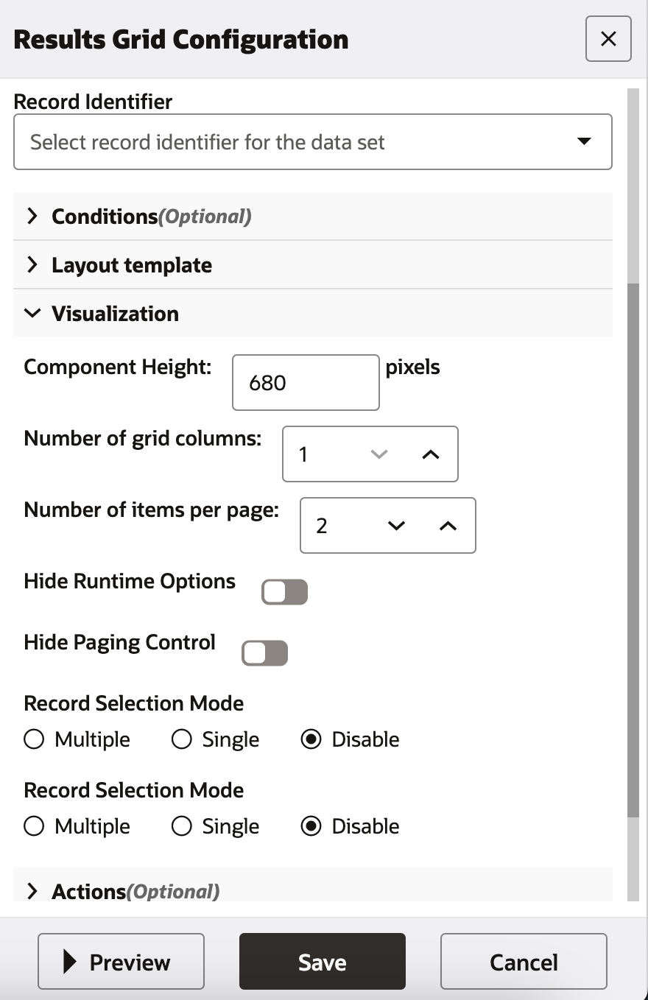 Results Grid Configuration
Record Identifier
Select record identifier for the data set
Conditions(Optional)
Layout template
Visualization
Component Height: 680 pixels
Number of grid columns: 1
Number of items per page: 2
Hide Runtime Options
Hide Paging Control
Record Selection Mode
Multiple Single Disable
Record Selection Mode
Multiple Single Disable
Actions(Optional)
Preview Save Cancel